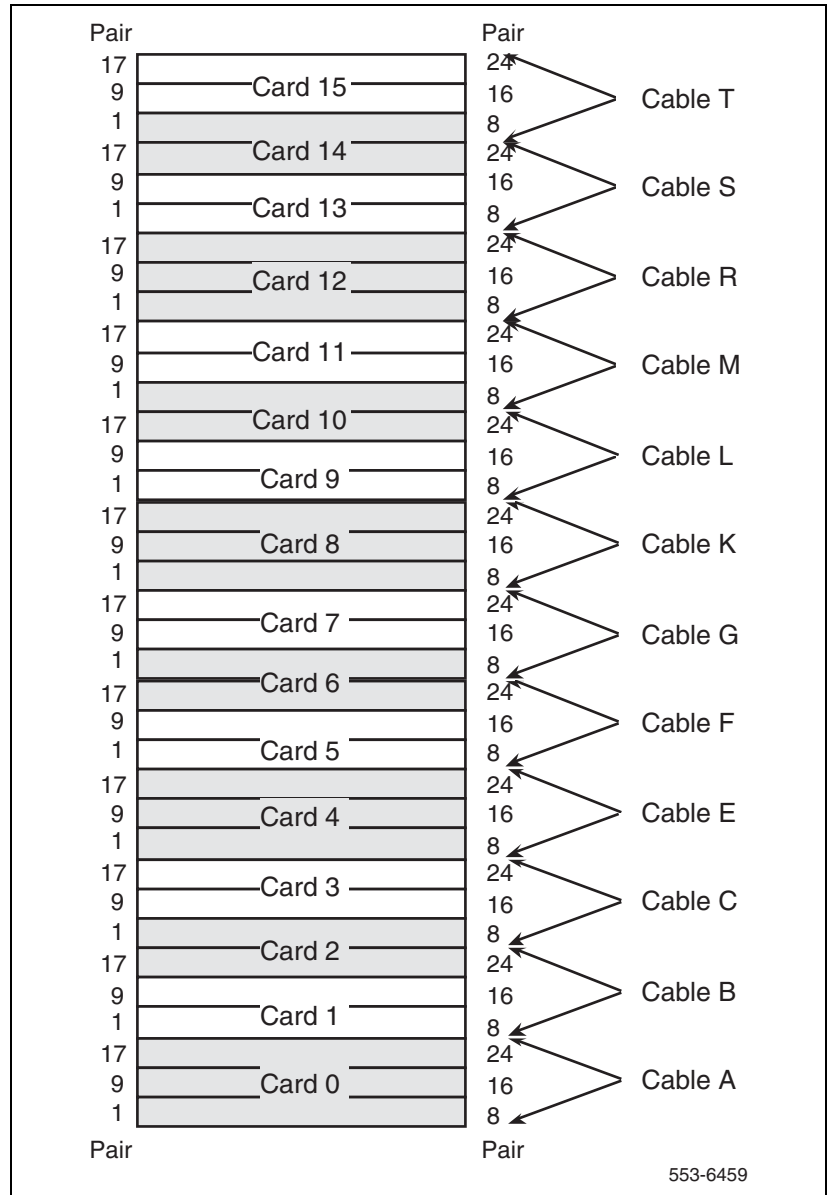 Pair Pair
17 24
9 Card 15 16 Cable T
1 8
17 Card 14 24
9 16 Cable S
1 Card 13 8
17 24
9 Card 12 16 Cable R
1 8
17 24
9 Card 11 16 Cable M
1 8
17 Card 10 24
9 16 Cable L
1 Card 9 8
17 24
9 Card 8 16 Cable K
1 8
17 24
9 Card 7 16 Cable G
1 8
17 Card 6 24
9 16 Cable F
1 Card 5 8
17 24
9 Card 4 16 Cable E
1 8
17 24
9 Card 3 16 Cable C
1 8
17 Card 2 24
9 16 Cable B
1 Card 1 8
17 24
9 Card 0 16 Cable A
1 8
Pair Pair
553-6459